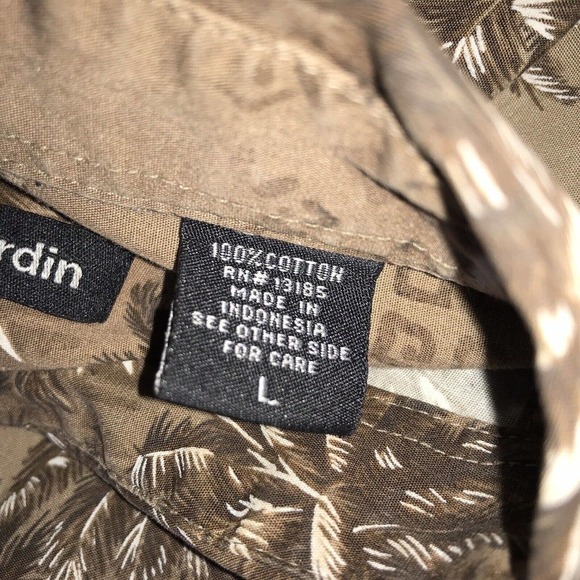 rdin
100% COTTON
RN# 13185
MADE IN
INDONESIA
SEE OTHER SIDE
FOR CARE
L